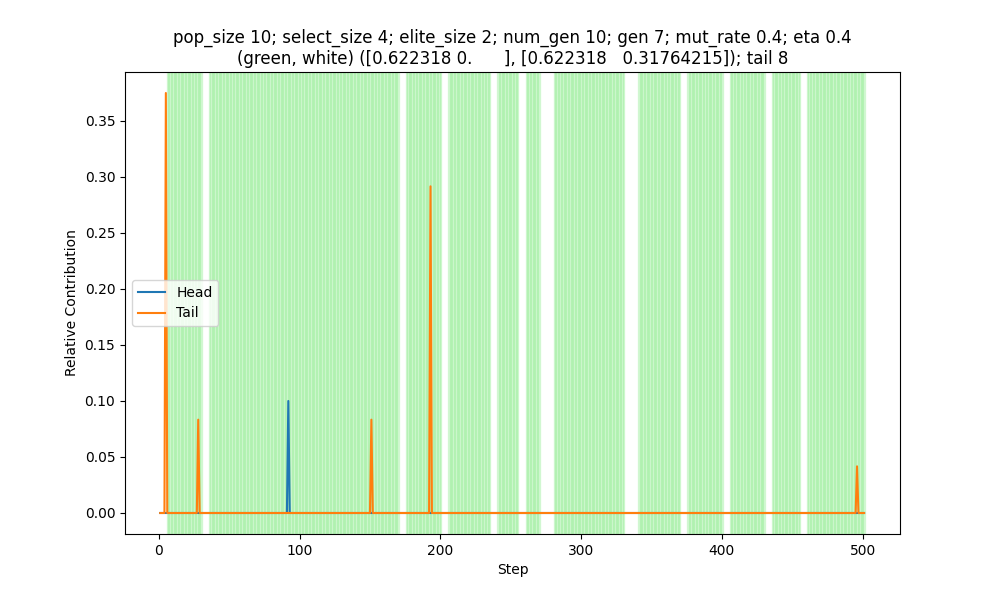 pop_size 10; select_size 4; elite_size 2; num_gen 10; gen 7; mut_rate 0.4; eta 0.4
(green, white) ([0.622318 0.      ], [0.622318   0.31764215]); tail 8
0.35
0.30
0.25
0.20
0.15
0.10
0.05
0.00
Relative Contribution
Head
Tail
0 100 200 300 400 500
Step